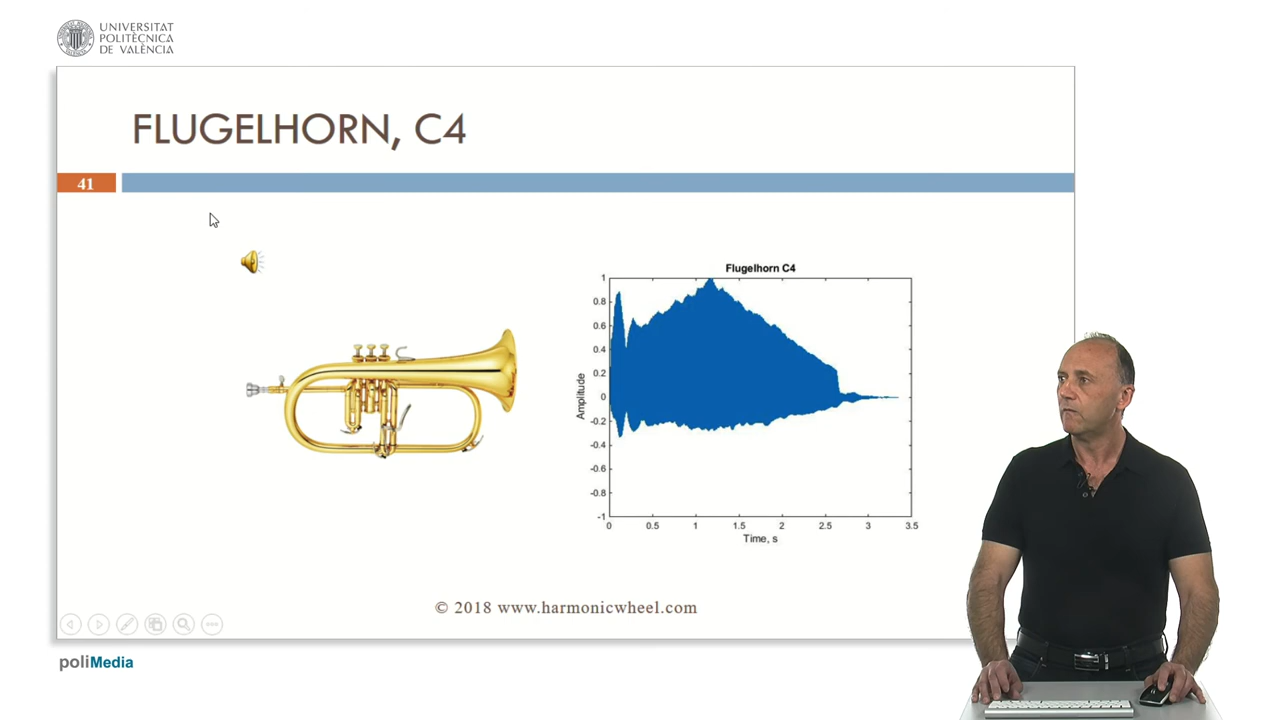 UNIVERSITAT
POLITÈCNICA
DE VALÈNCIA
FLUGELHORN, C4
41
Flugelhorn C4
1
0.8
0.6
0.4
0.2
0
-0.2
-0.4
-0.6
-0.8
-1
Amplitude
0 0.5 1 1.5 2 2.5 3 3.5
Time, s
© 2018 www.harmonicwheel.com
poliMedia